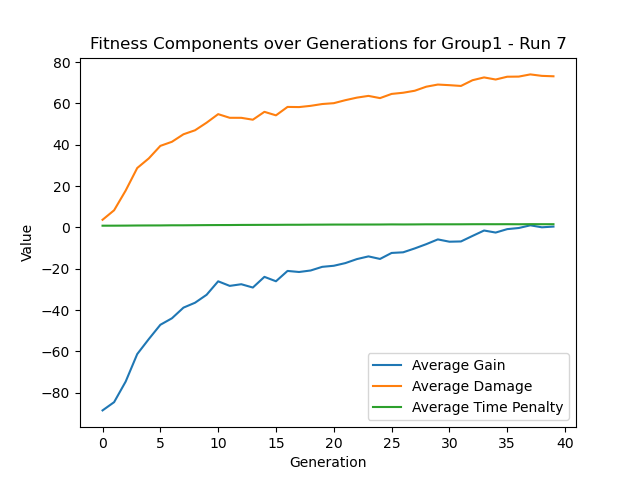 Fitness Components over Generations for Group1 - Run 7
80
60
40
20
0
−20
−40
−60
−80
Value
0 5 10 15 20 25 30 35 40
Generation
Average Gain
Average Damage
Average Time Penalty